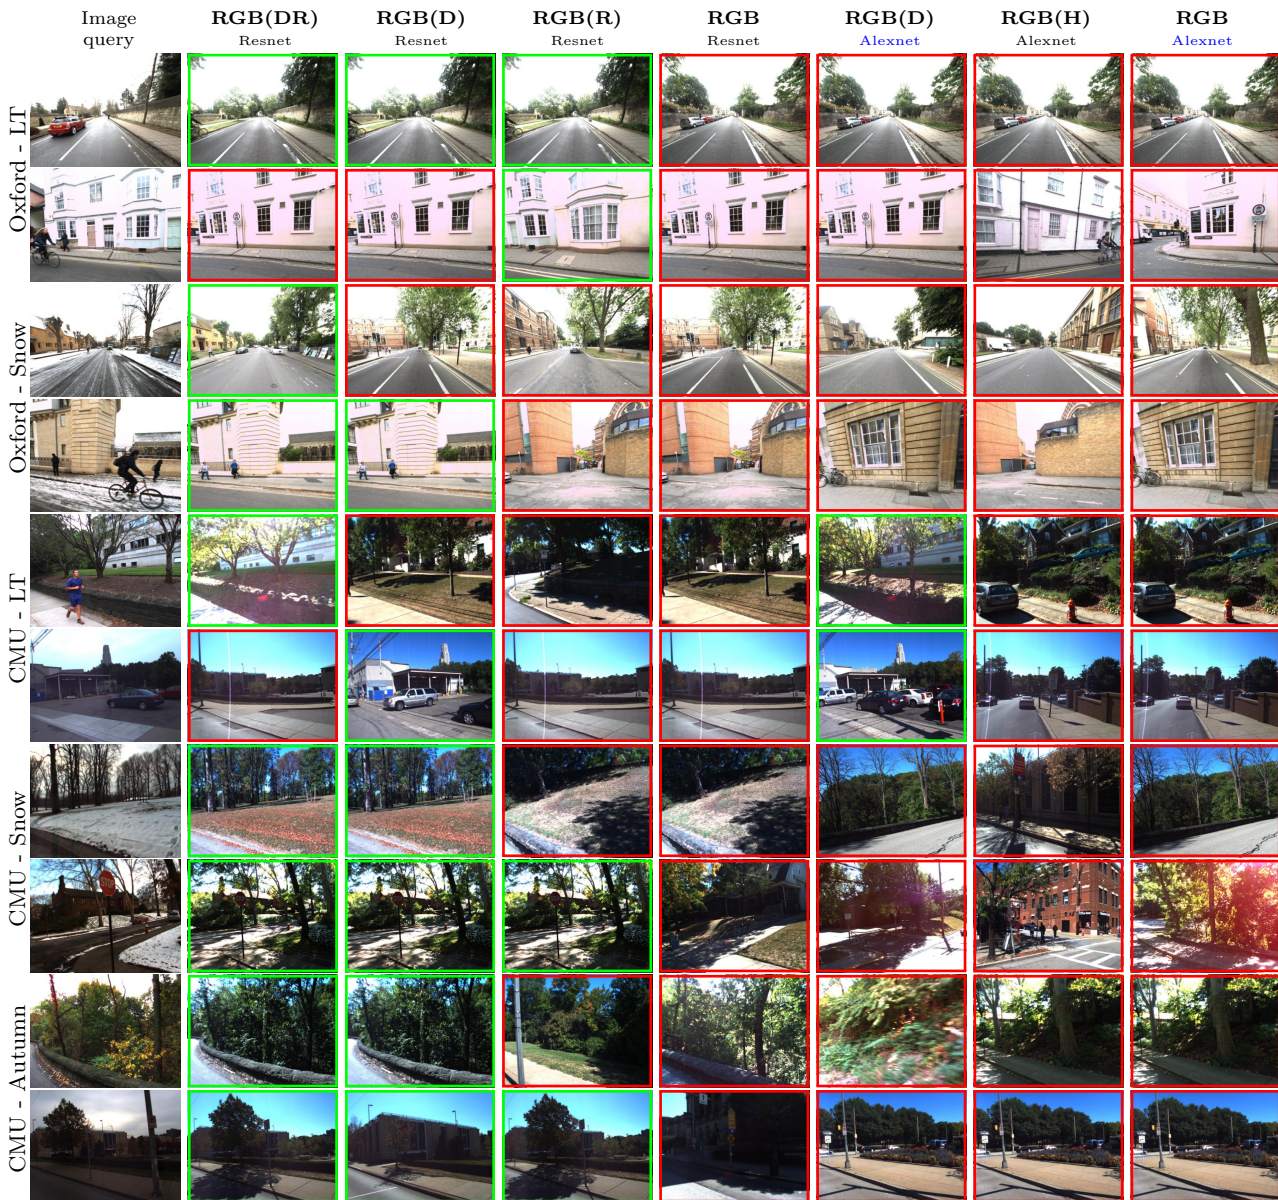 Image query
RGB(DR) Resnet
RGB(D) Resnet
RGB(R) Resnet
RGB Resnet
RGB(D) Alexnet
RGB(H) Alexnet
RGB Alexnet
Oxford - LT
Oxford - Snow
CMU - LT
CMU - Snow
STOP
CMU - Autumn